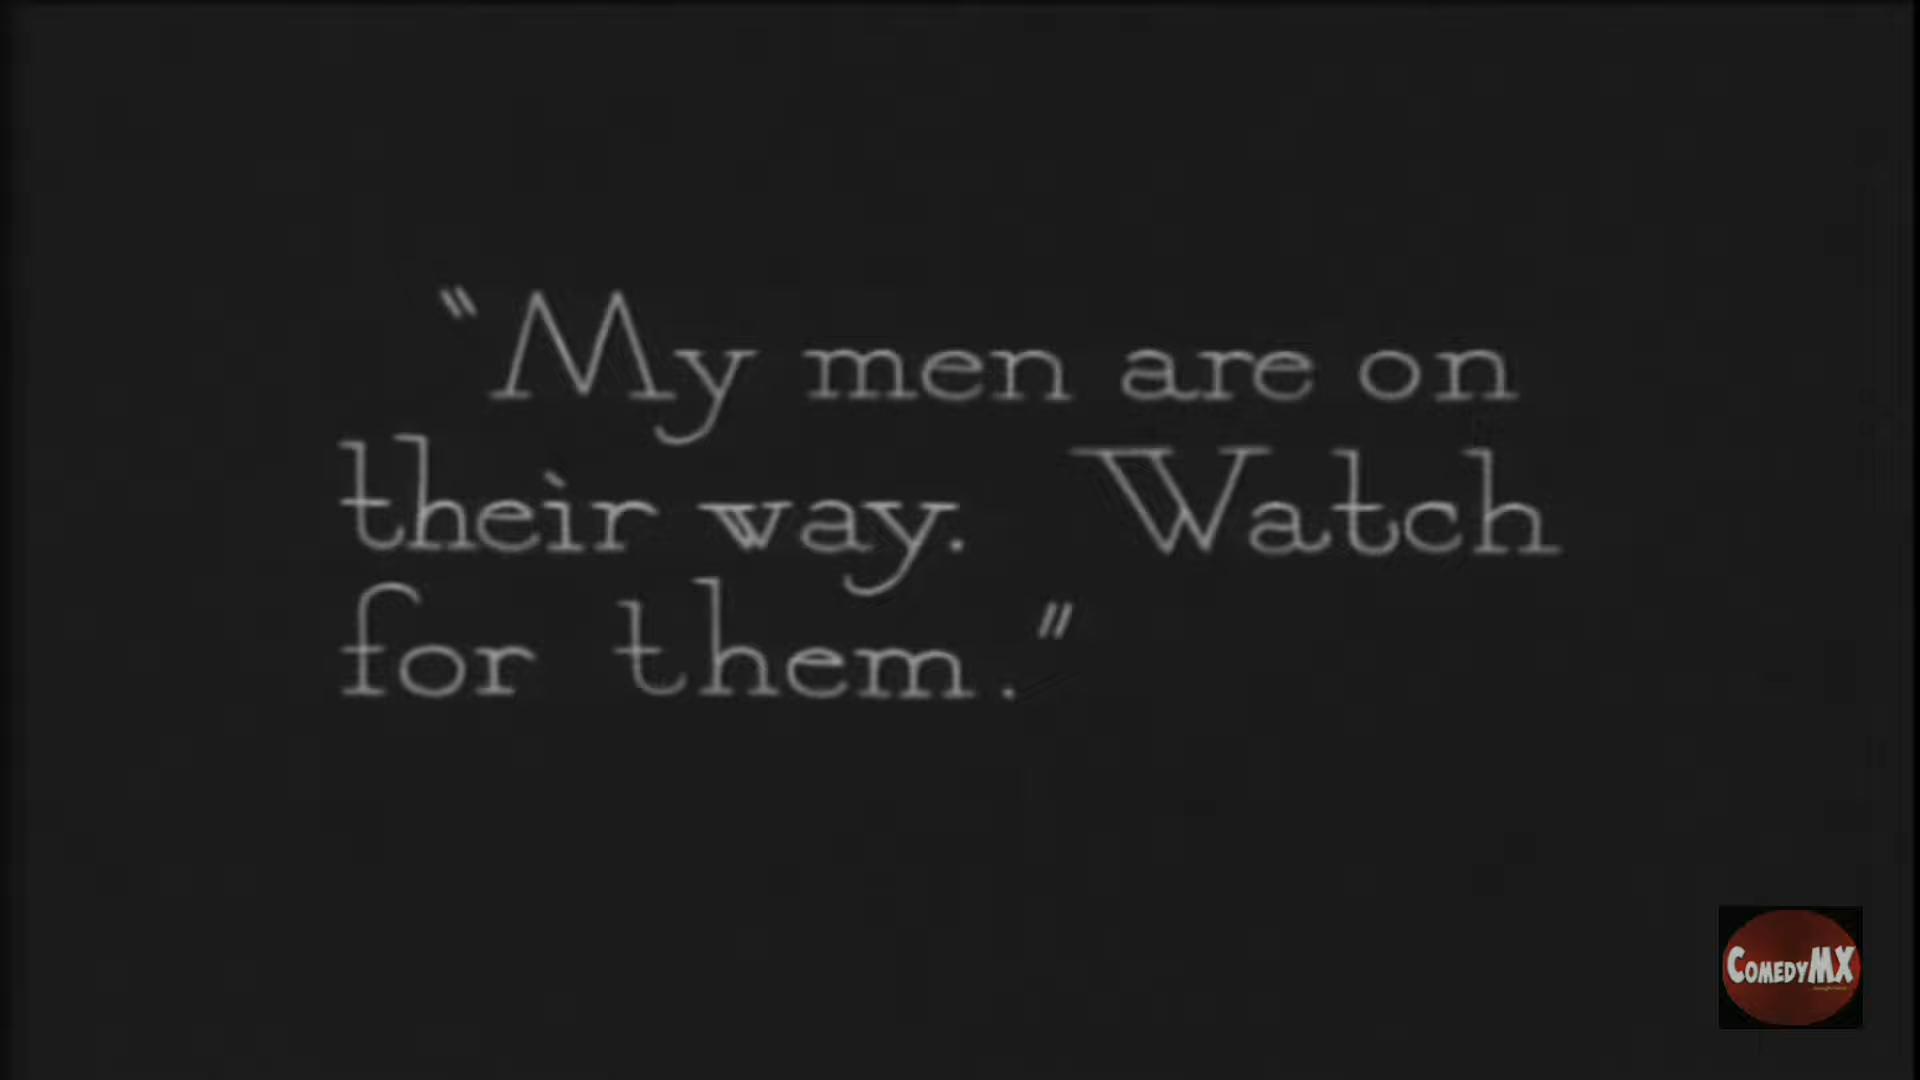 “My men are on
their way. Watch
for them.”
COMEDYMX